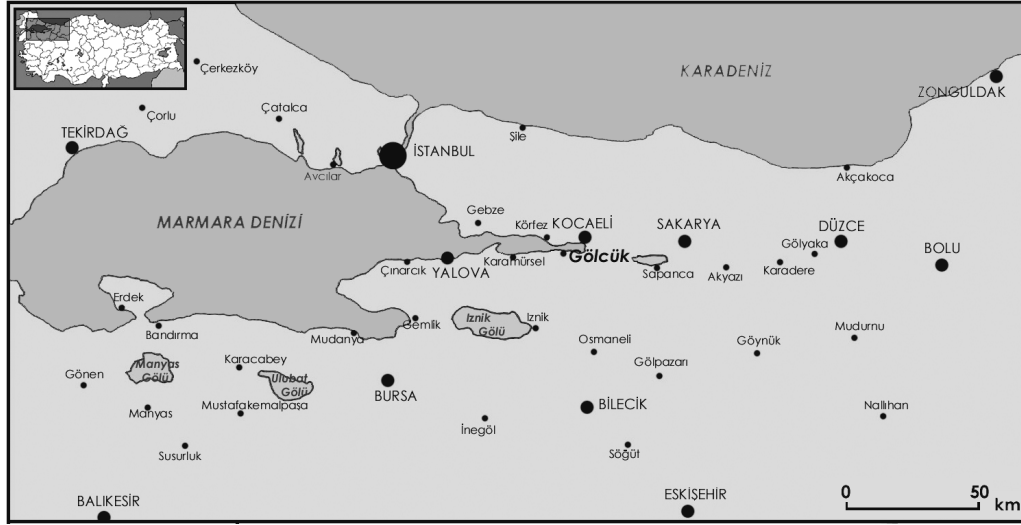 Çerkezköy
KARADENİZ
ZONGULDAK
Çorlu
Çatalca
TEKİRDAĞ
Şile
İSTANBUL
Avcılar
Akçakoca
MARMARA DENİZİ
Gebze
Körfez
KOCAELİ
SAKARYA
DÜZCE
Gölyaka
BOLU
Gölcük
Karamürsel
Çınarcık
YALOVA
Sapanca
Akyazı
Karadere
Erdek
Bandırma
Mudanya
Gemlik
Iznik
Gölü
Iznik
Mudurnu
Osmaneli
Göynük
Gölpazarı
Karacabey
Manyas
Gölü
Gönen
Ulubat
Gölü
BURSA
Manyas
Mustafakemalpaşa
BİLECİK
Nallıhan
İnegöl
Susurluk
Söğüt
BALIKESİR
ESKİŞEHİR
0 50
km